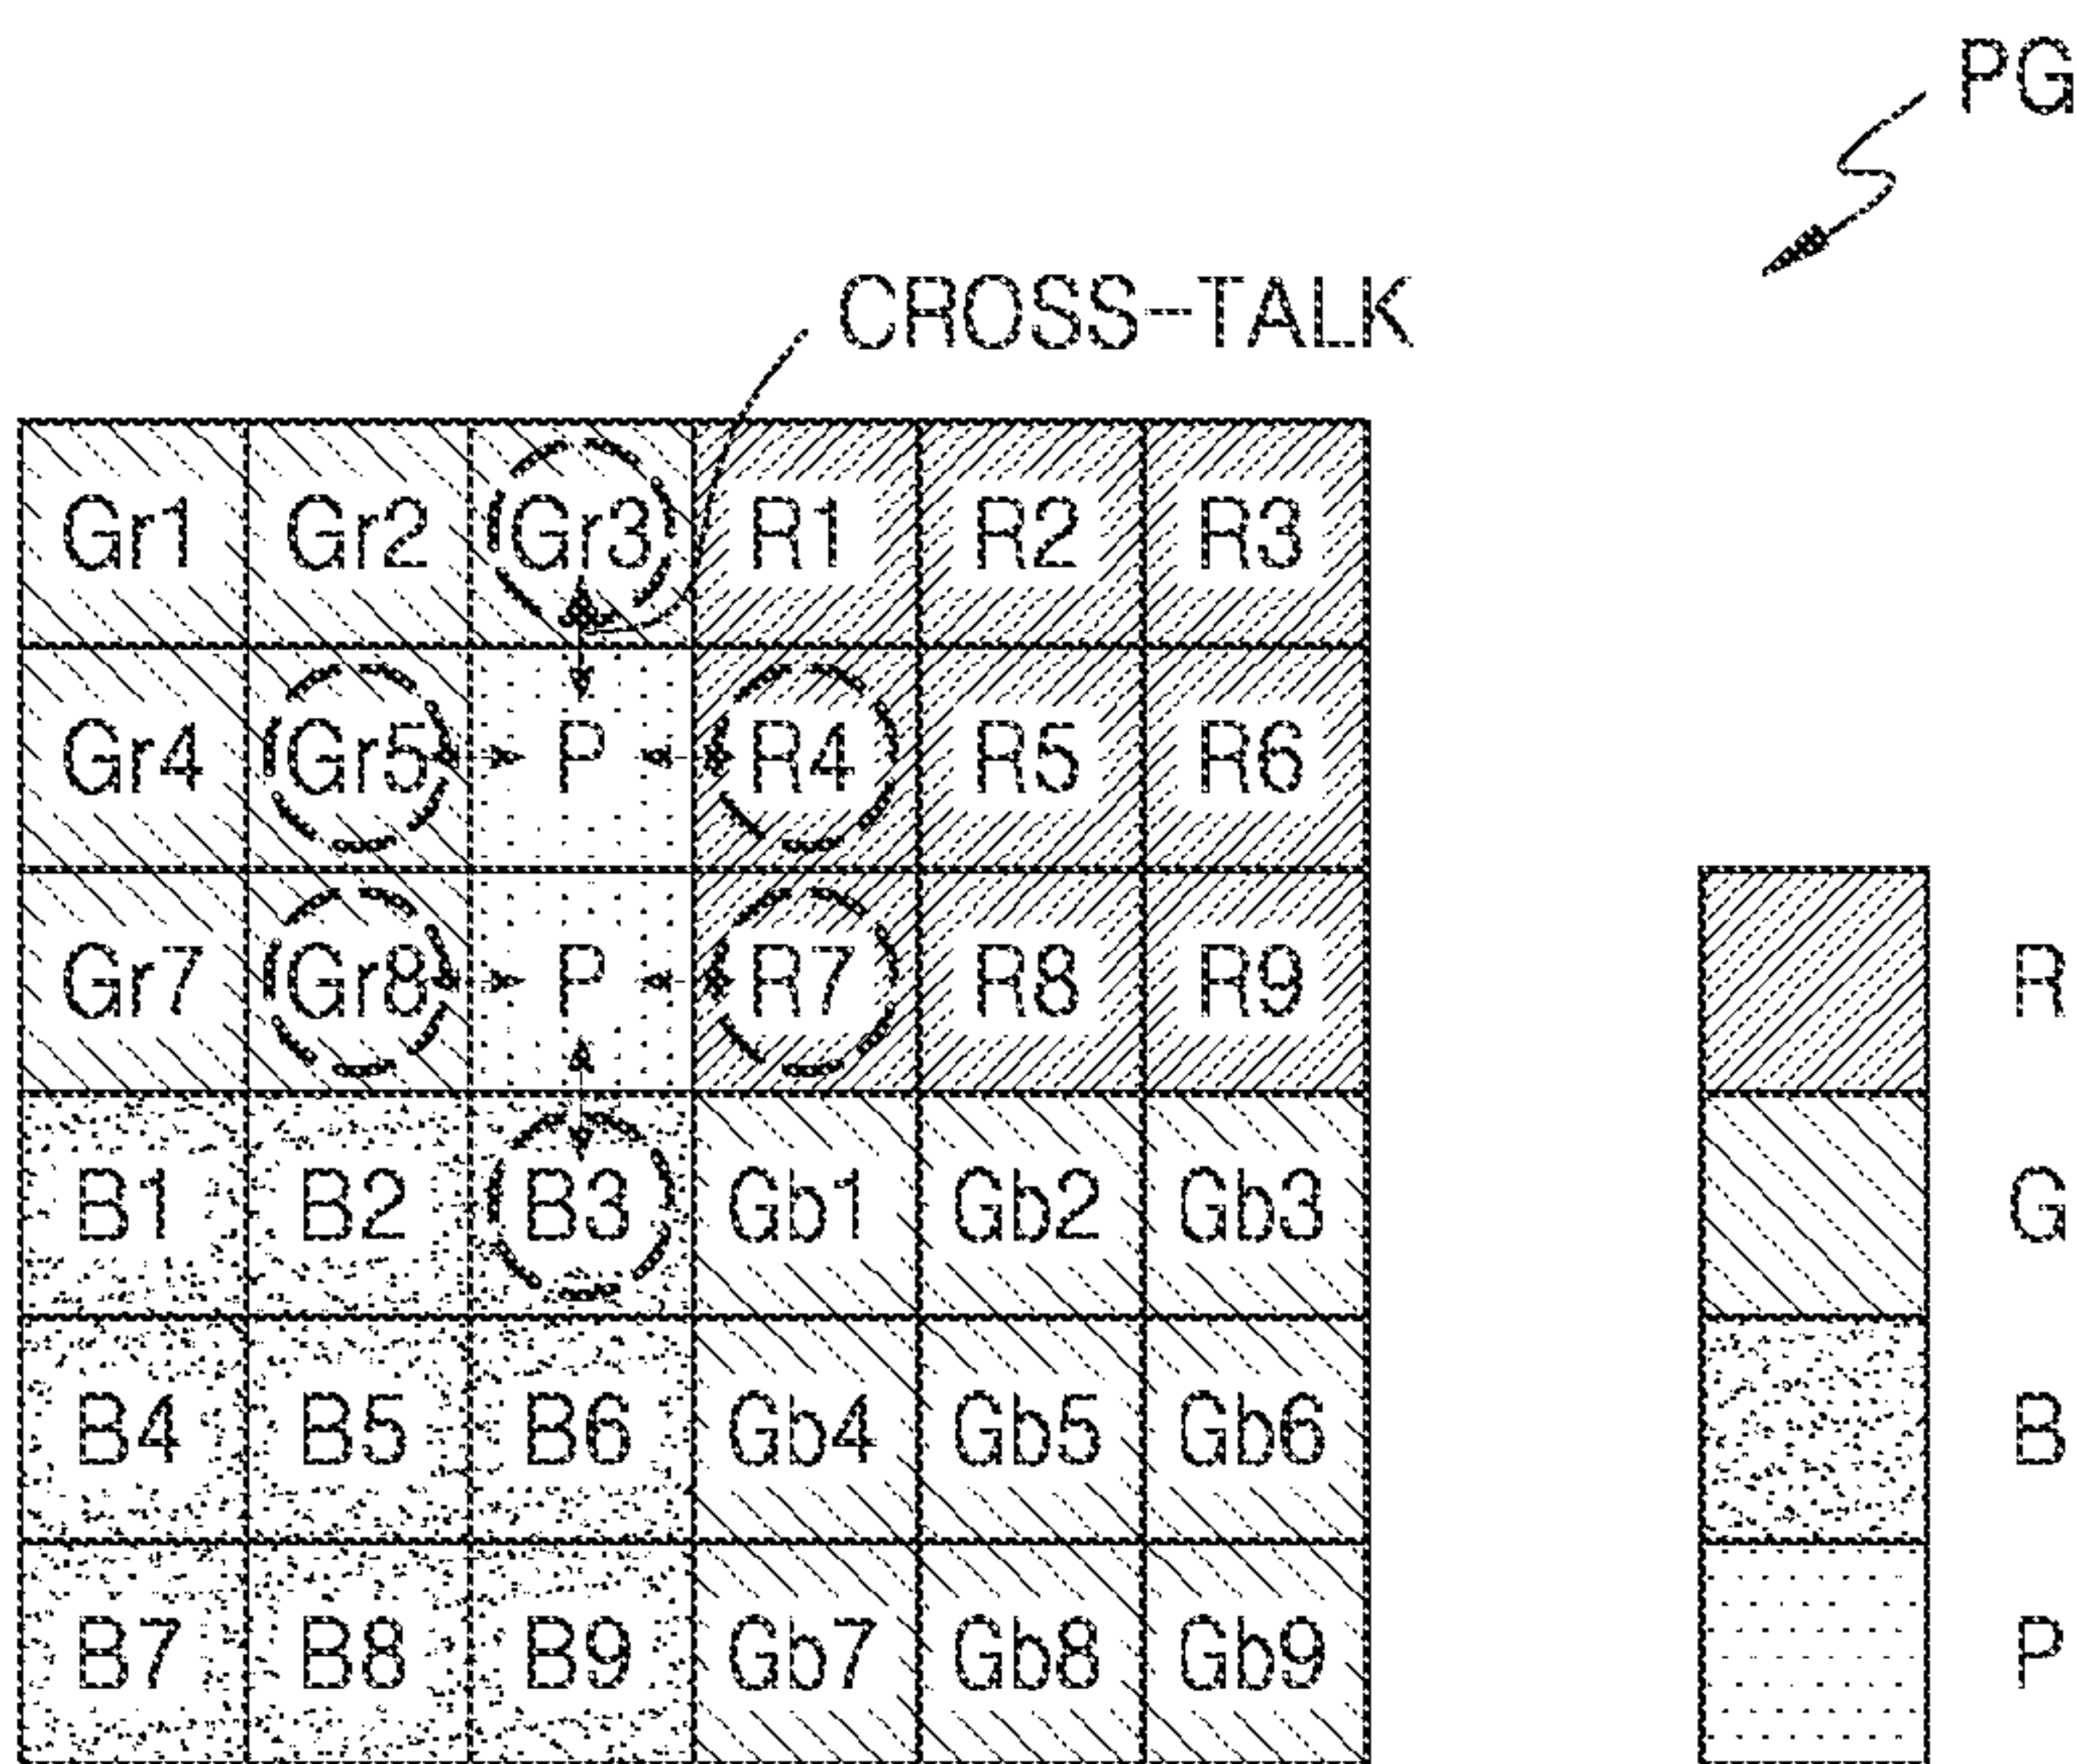 PG
CROSS-TALK
Gr1 Gr2 Gr3 R1 R2 R3
Gr4 Gr5 P R4 R5 R6
Gr7 Gr8 P R7 R8 R9
B1 B2 B3 Gb1 Gb2 Gb3
B4 B5 B6 Gb4 Gb5 Gb6
B7 B8 B9 Gb7 Gb8 Gb9
R
G
B
P